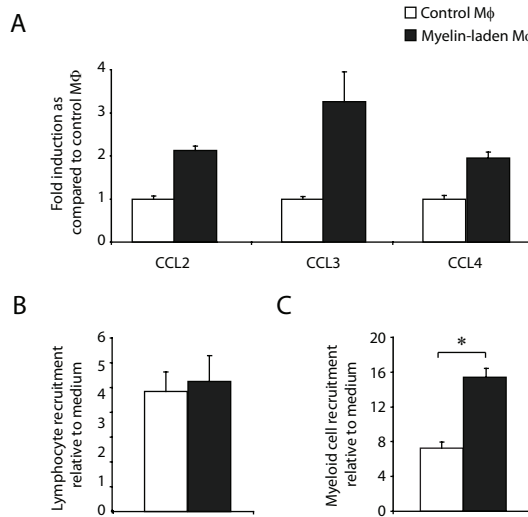 A
Control Mϕ
Myelin-laden Mϕ
Fold induction as
compared to control MΦ
4
3
2
1
0
CCL2
CCL3
CCL4
B
Lymphocyte recruitment
relative to medium
6
5
4
3
3
2
1
0
C
Myeloid cell recruitment
relative to medium
20
16
12
8
4
0
*